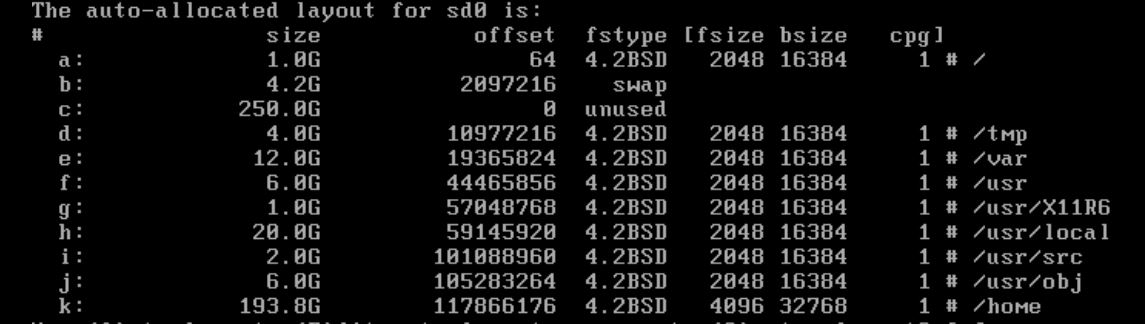 The auto-allocated layout for sd0 is:
# size offset fstype [fsize bsize cpg]
a: 1.0G 64 4.2BSD 2048 16384 1 # /
b: 4.2G 2097216 swap
c: 250.0G 0 unused
d: 4.0G 10977216 4.2BSD 2048 16384 1 # /tmp
e: 12.0G 19365824 4.2BSD 2048 16384 1 # /var
f: 6.0G 44465856 4.2BSD 2048 16384 1 # /usr
g: 1.0G 57048768 4.2BSD 2048 16384 1 # /usr/X11R6
h: 20.0G 59145920 4.2BSD 2048 16384 1 # /usr/local
i: 2.0G 101088960 4.2BSD 2048 16384 1 # /usr/src
j: 6.0G 105283264 4.2BSD 2048 16384 1 # /usr/obj
k: 193.8G 117866176 4.2BSD 4096 32768 1 # /home